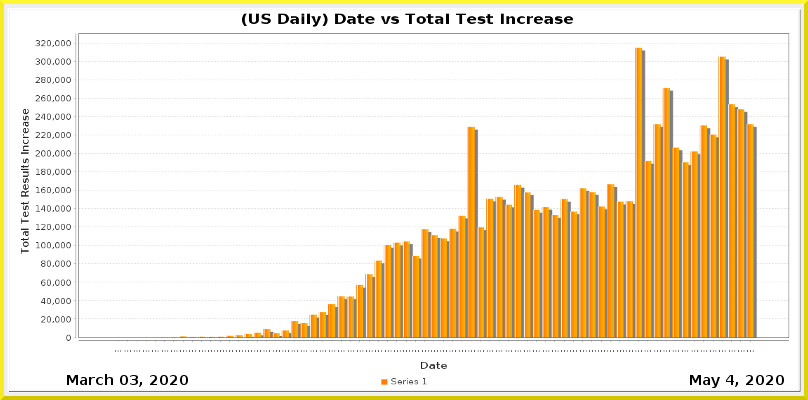 (US Daily) Date vs Total Test Increase
320,000
300,000
280,000
260,000
240,000
220,000
200,000
180,000
160,000
140,000
120,000
100,000
80,000
60,000
40,000
20,000
0
Total Test Results Increase
Date
March 03, 2020
Series 1
May 4, 2020